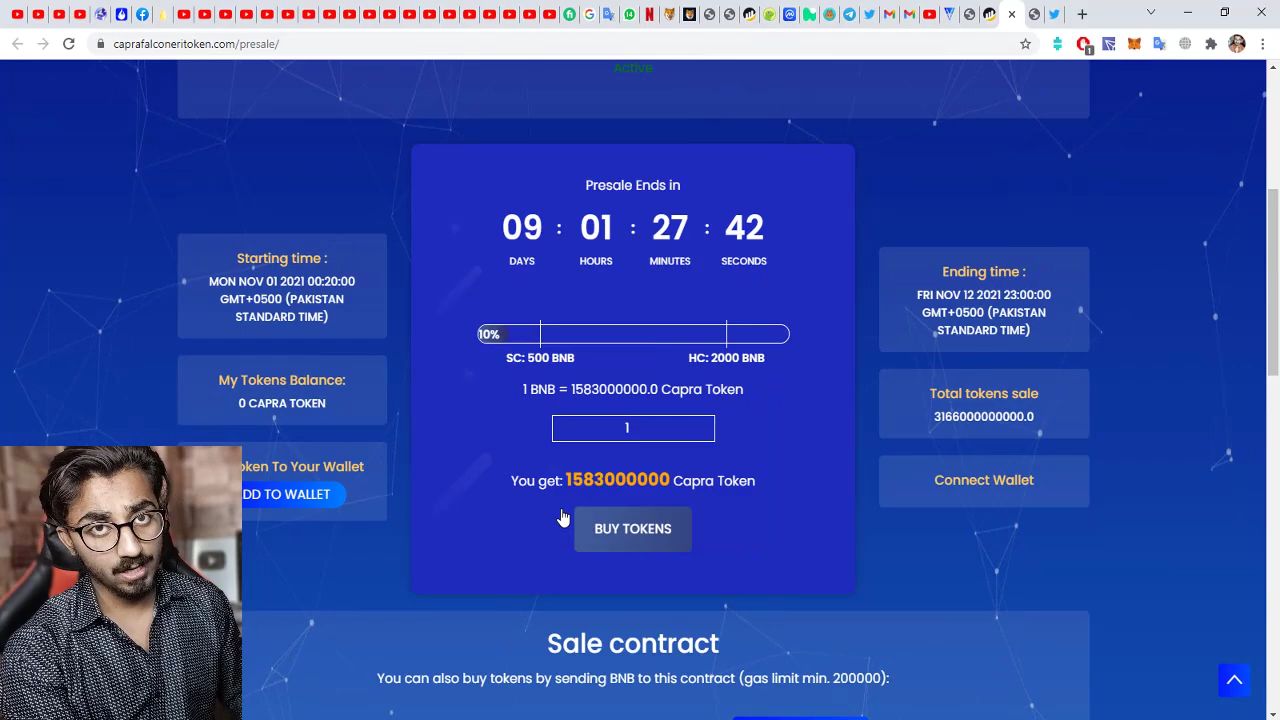 caprafalconeritoken.com/presale/
Active
Presale Ends in
09 : 01 : 27 : 42
DAYS HOURS MINUTES SECONDS
Starting time :
MON NOV 01 2021 00:20:00
GMT+0500 (PAKISTAN
STANDARD TIME)
Ending time :
FRI NOV 12 2021 23:00:00
GMT+0500 (PAKISTAN
STANDARD TIME)
10%
SC: 500 BNB HC: 2000 BNB
1 BNB = 1583000000.0 Capra Token
My Tokens Balance:
0 CAPRA TOKEN
Total tokens sale
3166000000000.0
1
oken To Your Wallet
DD TO WALLET
You get: 1583000000 Capra Token
Connect Wallet
BUY TOKENS
Sale contract
You can also buy tokens by sending BNB to this contract (gas limit min. 200000):